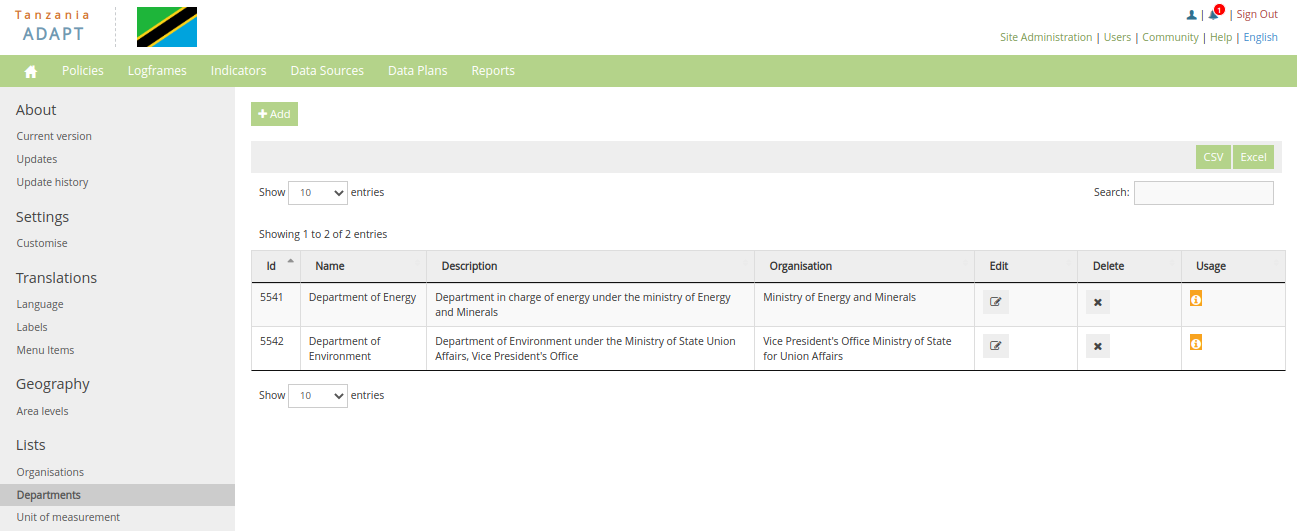 Tanzania
ADAPT
1
| | Sign Out
Site Administration | Users | Community | Help | English
Policies Logframes Indicators Data Sources Data Plans Reports
About
Current version
Updates
Update history
Settings
Customise
Translations
Language
Labels
Menu Items
Geography
Area levels
Lists
Organisations
Departments
Unit of measurement
Add
CSV Excel
Show 10 entries
Search:
Showing 1 to 2 of 2 entries
Id Name Description Organisation Edit Delete Usage
5541 Department of Energy Department in charge of energy under the ministry of Energy Ministry of Energy and Minerals
and Minerals
5542 Department of Department of Environment under the Ministry of State Union Vice President's Office Ministry of State
Environment Affairs, Vice President's Office for Union Affairs
Show 10 entries